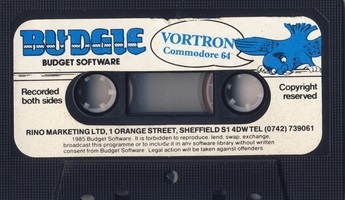 BUDGIE
BUDGET SOFTWARE
VORTRON
Commodore 64
Recorded
both sides
Copyright
reserved
RINO MARKETING LTD, 1 ORANGE STREET, SHEFFIELD S1 4DW TEL (0742) 739061
1985 Budget Software. It is forbidden to reproduce, lend, swap, exchange,
broadcast this programme or to include it in any software library without written
consent from Budget Software. Legal action will be taken against offenders.